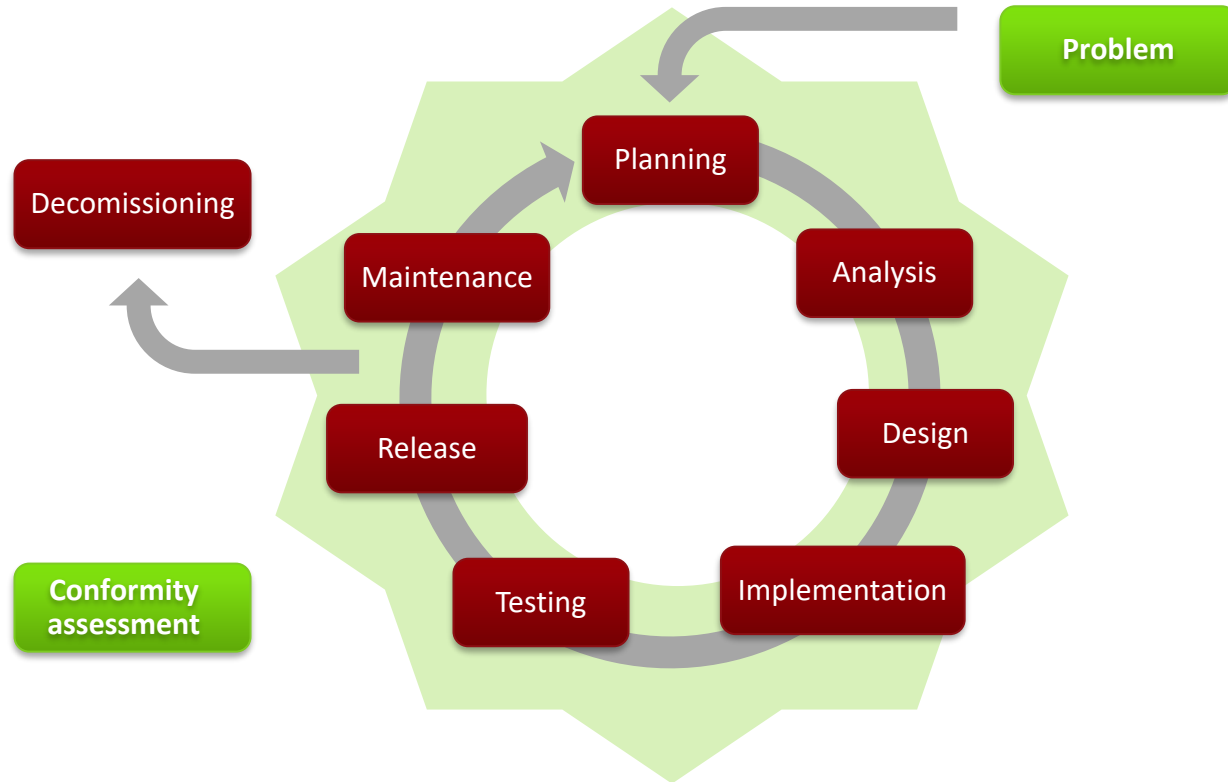 Problem
Planning
Decomissioning
Analysis
Maintenance
Design
Release
Implementation
Testing
Conformity
assessment